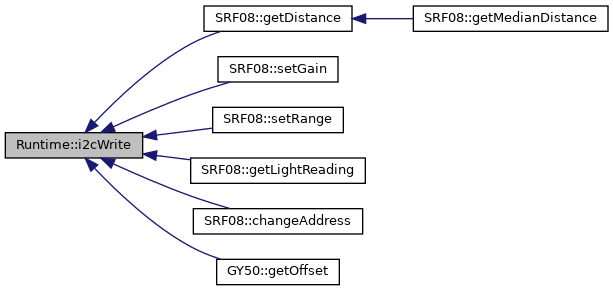 SRF08::getDistance
SRF08::getMedianDistance
SRF08::setGain
SRF08::setRange
Runtime::i2cWrite
SRF08::getLightReading
SRF08::changeAddress
GY50::getOffset